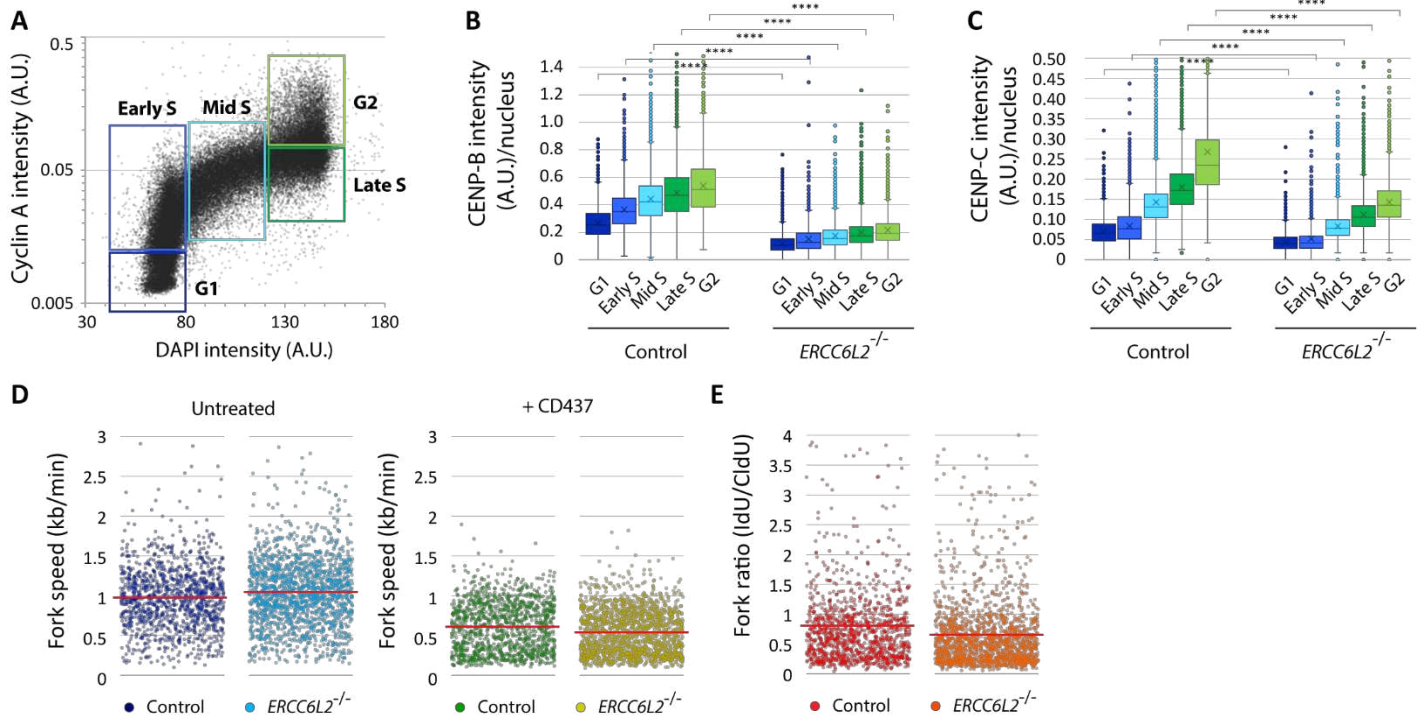 A
Cyclin A intensity (A.U.)
0.5
0.05
0.005
Early S
Mid S
G2
Late S
G1
30
80
130
180
DAPI intensity (A.U.)
B
****
****
****
****
****
CENP-B intensity
(A.U.)/nucleus
1.4
1.2
1.0
0.8
0.6
0.4
0.2
0
G1
Early S
Mid S
Late S
G2
G1
Early S
Mid S
Late S
G2
Control
ERCC6L2-/-
C
****
****
****
****
****
CENP-C intensity
(A.U.)/nucleus
0.50
0.45
0.40
0.35
0.30
0.25
0.20
0.15
0.10
0.05
0
G1
Early S
Mid S
Late S
G2
G1
Early S
Mid S
Late S
G2
Control
ERCC6L2-/-
D
Untreated
Fork speed (kb/min)
3
2.5
2
1.5
1
0.5
0
Control
ERCC6L2-/-
+ CD437
Fork speed (kb/min)
3
2.5
2
1.5
1
0.5
0
Control
ERCC6L2-/-
E
Fork ratio (IdU/CldU)
4
3.5
3
2.5
2
1.5
1
0.5
0
Control
ERCC6L2-/-